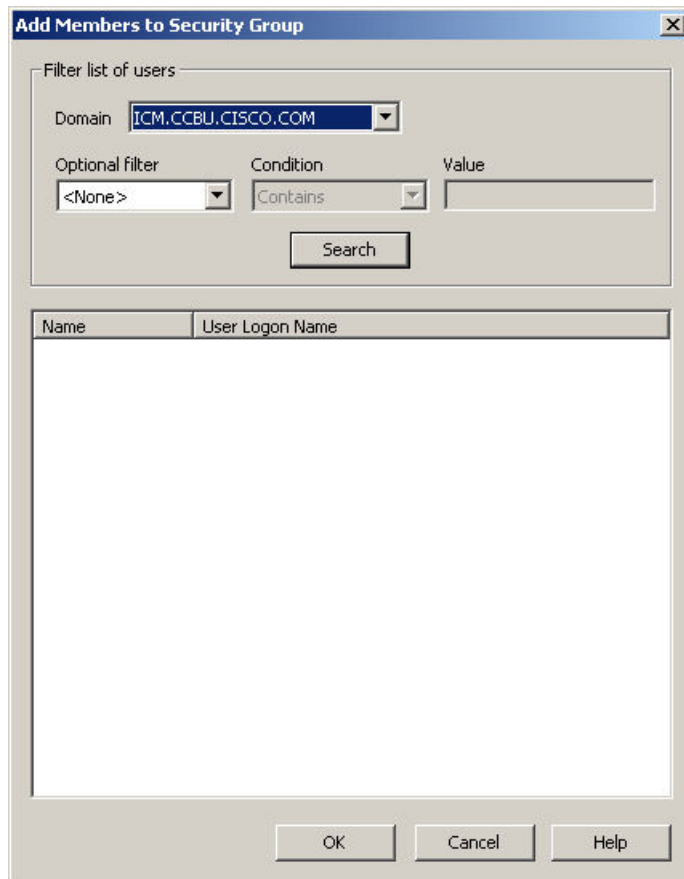 Add Members to Security Group
Filter list of users
Domain ICM.CCBU.CISCO.COM
Optional filter Condition Value
<None> Contains
Search
Name User Logon Name
OK Cancel Help